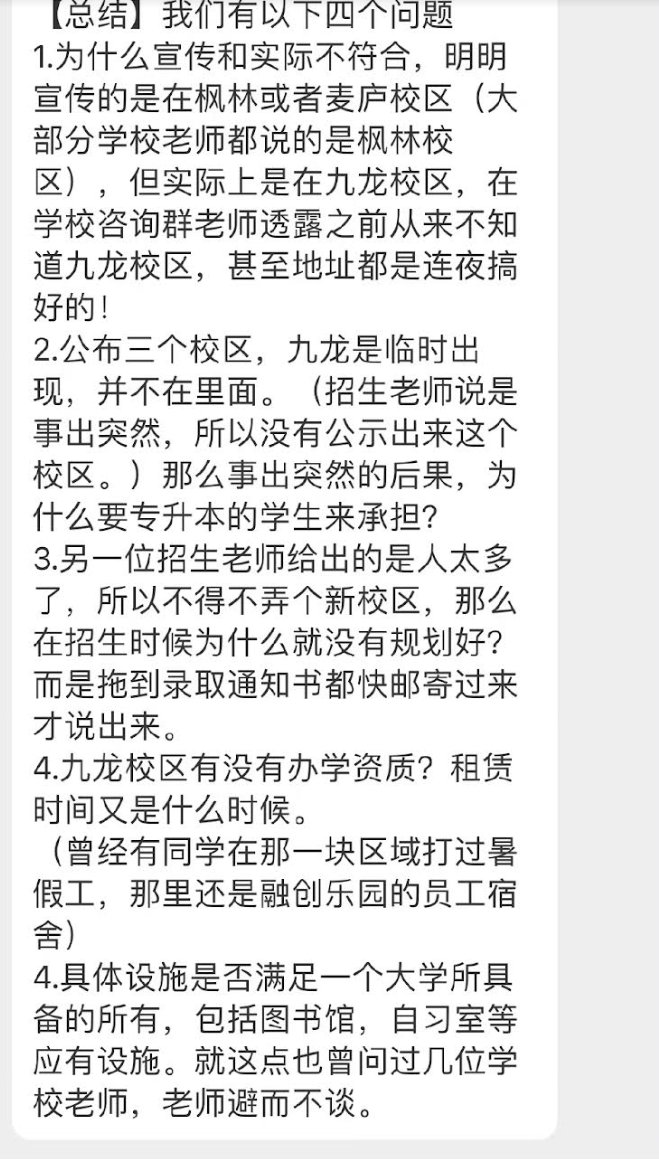 【总结】我们有以下四个问题
1.为什么宣传和实际不符合，明明
宣传的是在枫林或者麦庐校区（大
部分学校老师都说的是枫林校
区），但实际上是在九龙校区，在
学校咨询群老师透露之前从来不知
道九龙校区，甚至地址都是连夜搞
好的！
2.公布三个校区，九龙是临时出
现，并不在里面。（招生老师说是
事出突然，所以没有公示出来这个
校区。）那么事出突然的后果，为
什么要专升本的学生来承担？
3.另一位招生老师给出的是人太多
了，所以不得不弄个新校区，那么
在招生时候为什么就没有规划好？
而是拖到录取通知书都快邮寄过来
才说出来。
4.九龙校区有没有办学资质？租赁
时间又是什么时候。
（曾经有同学在那一块区域打过暑
假工，那里还是融创乐园的员工宿
舍）
4.具体设施是否满足一个大学所具
备的所有，包括图书馆，自习室等
应有设施。就这点也曾问过几位学
校老师，老师避而不谈。